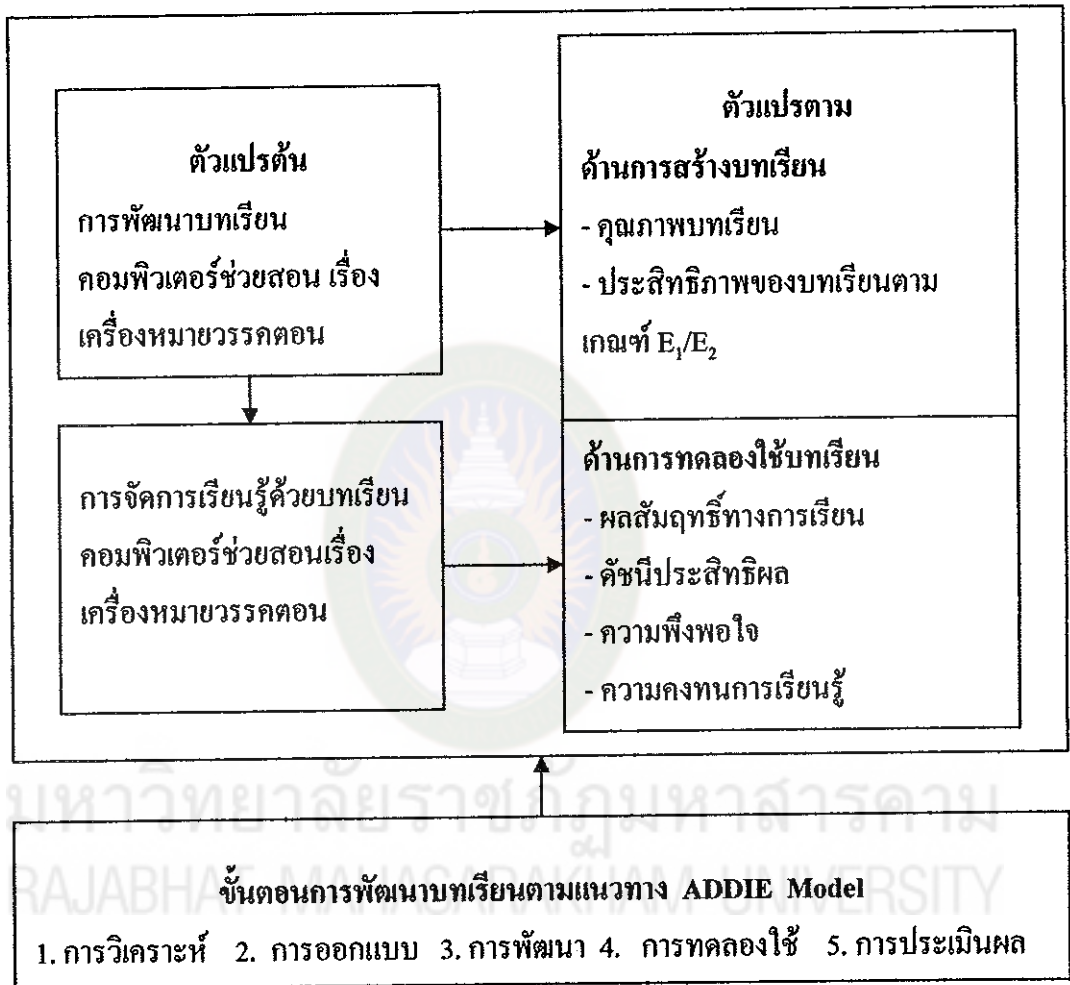 ตัวแปรต้น
การพัฒนาบทเรียน
คอมพิวเตอร์ช่วยสอน เรื่อง
เครื่องหมายวรรคตอน
การจัดการเรียนรู้ด้วยบทเรียน
คอมพิวเตอร์ช่วยสอนเรื่อง
เครื่องหมายวรรคตอน
ตัวแปรตาม
ด้านการสร้างบทเรียน
- คุณภาพบทเรียน
- ประสิทธิภาพของบทเรียนตาม
เกณฑ์ E₁/E₂
ด้านการทดลองใช้บทเรียน
- ผลสัมฤทธิ์ทางการเรียน
- ดัชนีประสิทธิผล
- ความพึงพอใจ
- ความคงทนการเรียนรู้
มหาวิทยาลัยราชภัฏมหาสารคาม
RAJABHAT MAHASARAKHAM UNIVERSITY
ขั้นตอนการพัฒนาบทเรียนตามแนวทาง ADDIE Model
1. การวิเคราะห์ 2. การออกแบบ 3. การพัฒนา 4. การทดลองใช้ 5. การประเมินผล